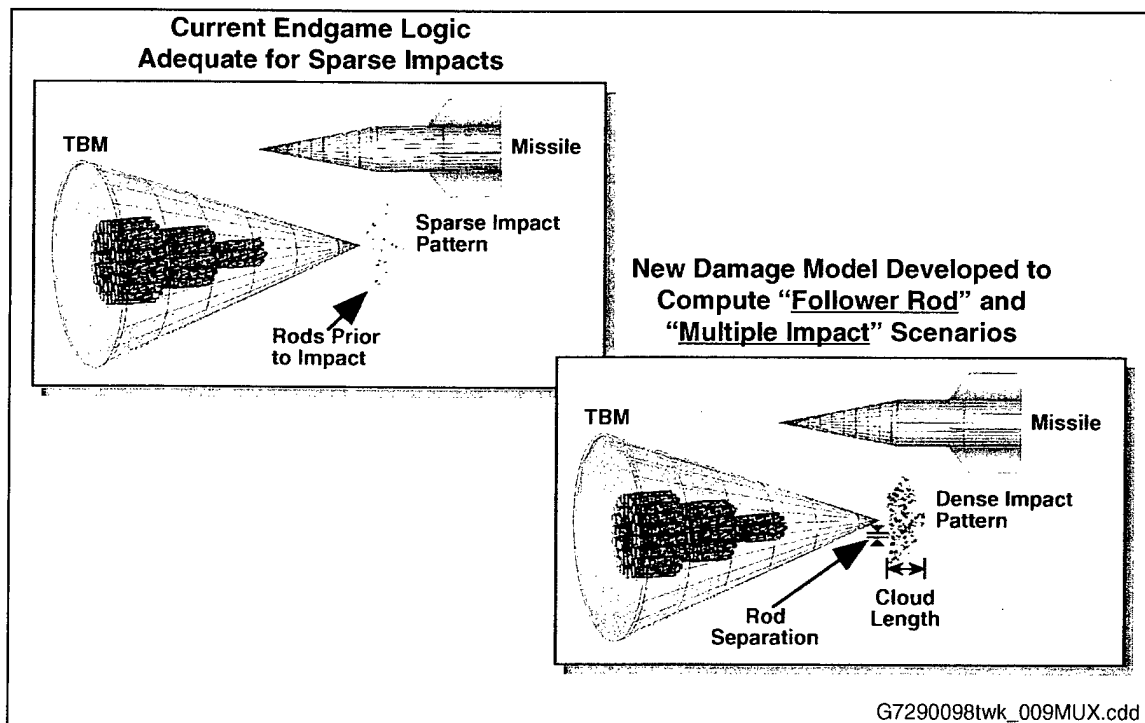 Current Endgame Logic
Adequate for Sparse Impacts
TBM
Missile
Sparse Impact
Pattern
Rods Prior
to Impact
New Damage Model Developed to
Compute “Follower Rod” and
“Multiple Impact” Scenarios
TBM
Missile
Dense Impact
Pattern
Rod
Separation
Cloud
Length
G7290098twk_009MUX.cdd